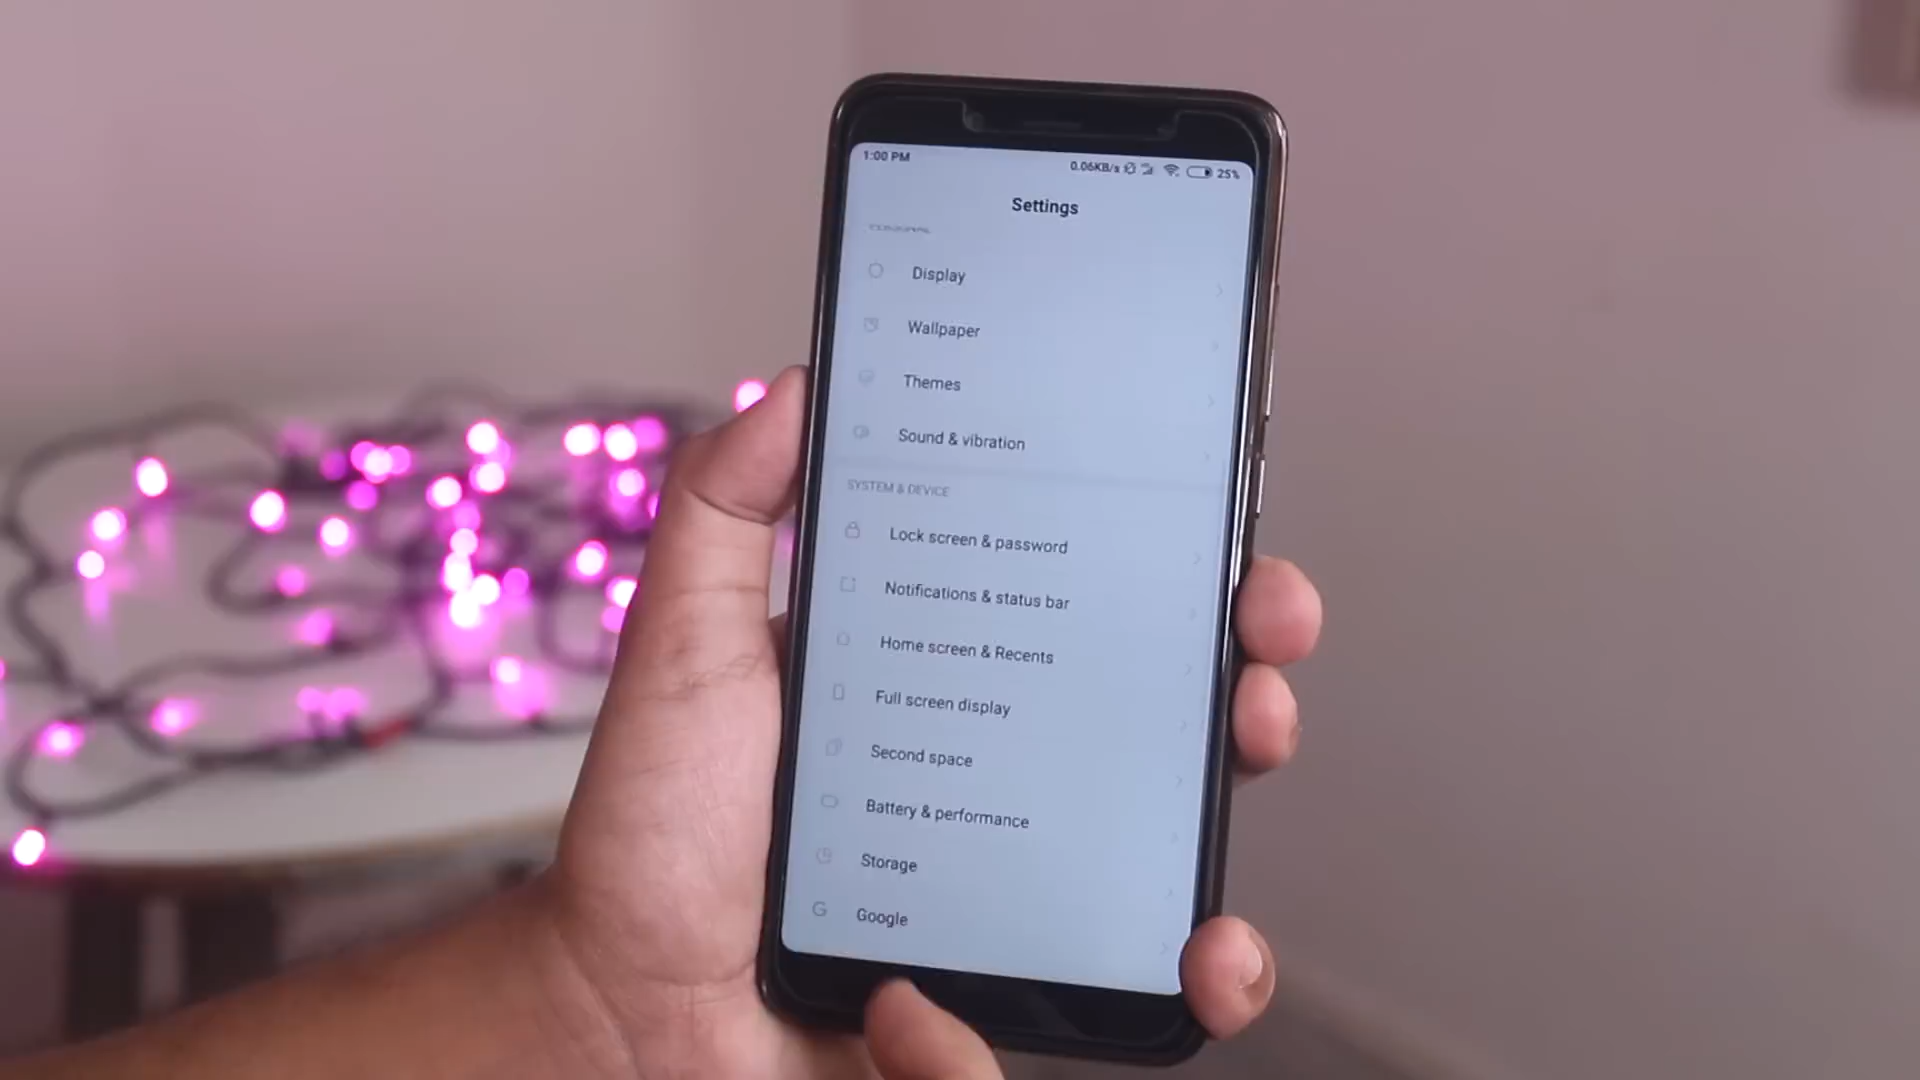 1:00 PM
0.06KB/s 25%
Settings
Display
Wallpaper
Themes
Sound & vibration
SYSTEM & DEVICE
Lock screen & password
Notifications & status bar
Home screen & Recents
Full screen display
Second space
Battery & performance
Storage
G Google